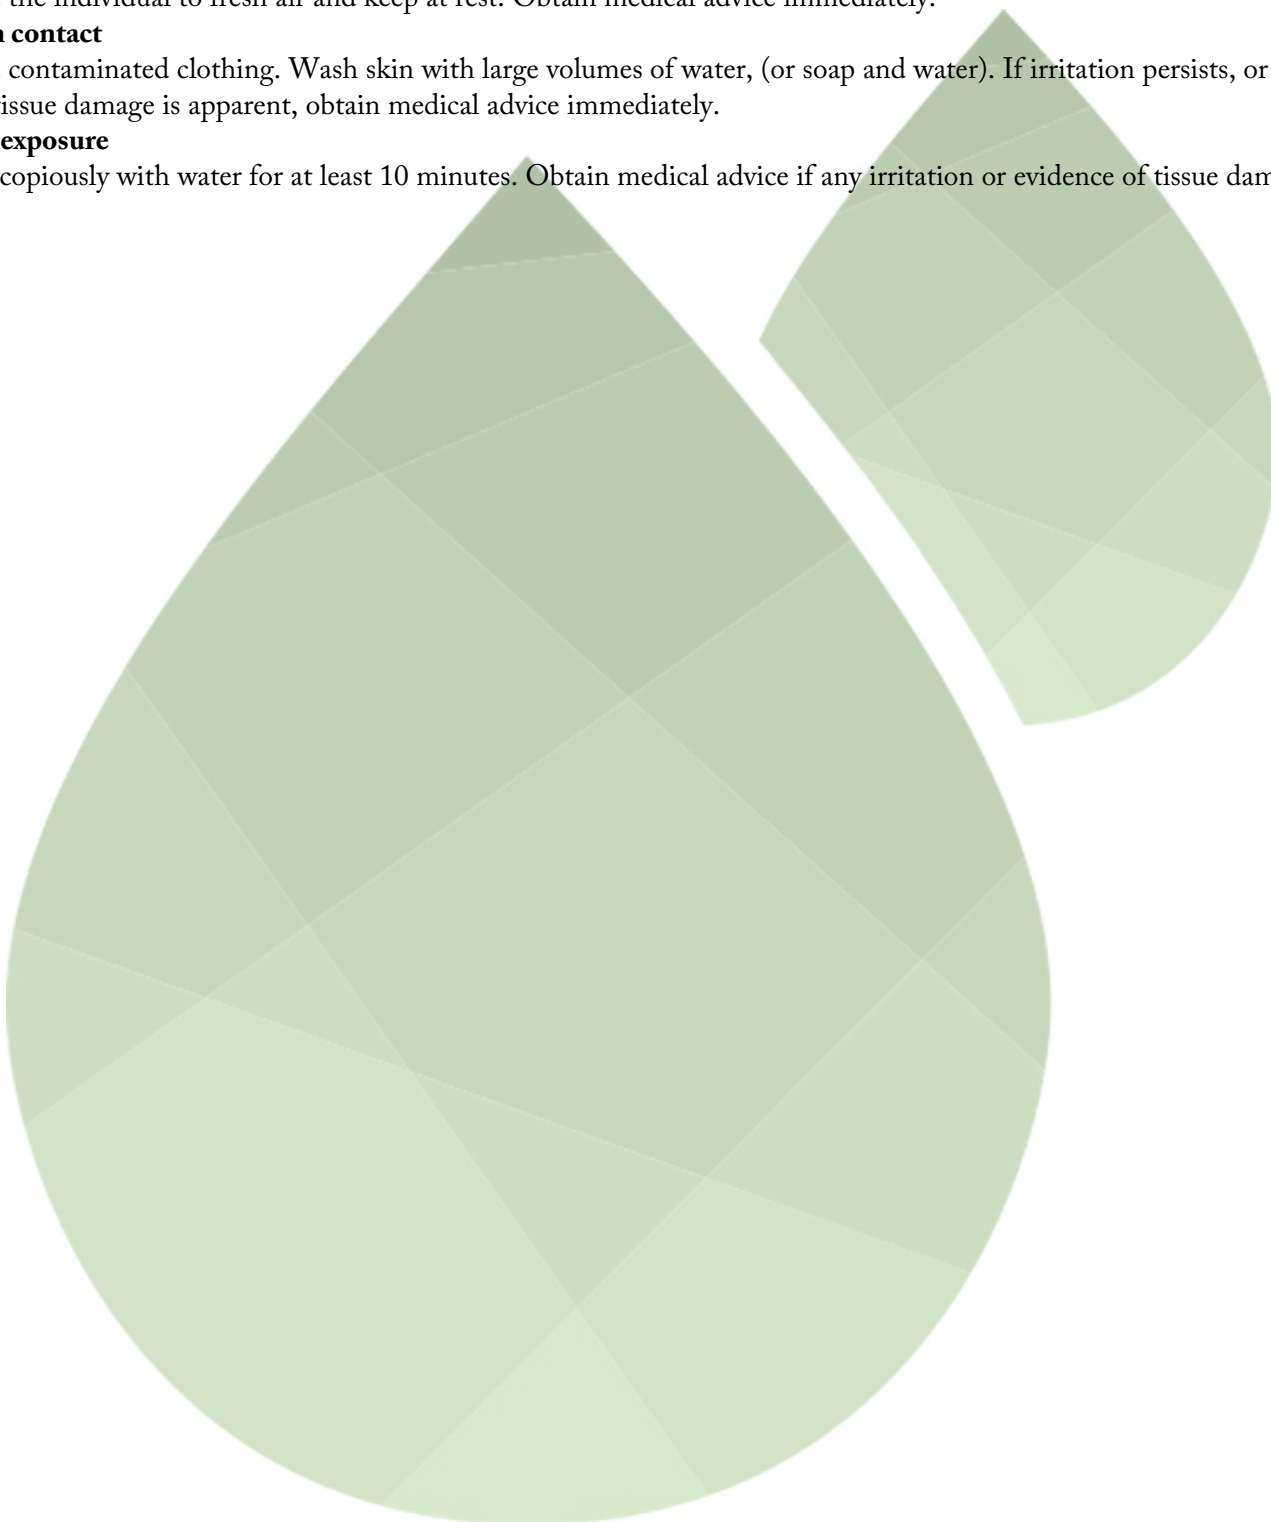 the individual to fresh air and keep at rest. Obtain medical advice immediately.
contact
contaminated clothing. Wash skin with large volumes of water, (or soap and water). If irritation persists, or
tissue damage is apparent, obtain medical advice immediately.
exposure
copiously with water for at least 10 minutes. Obtain medical advice if any irritation or evidence of tissue